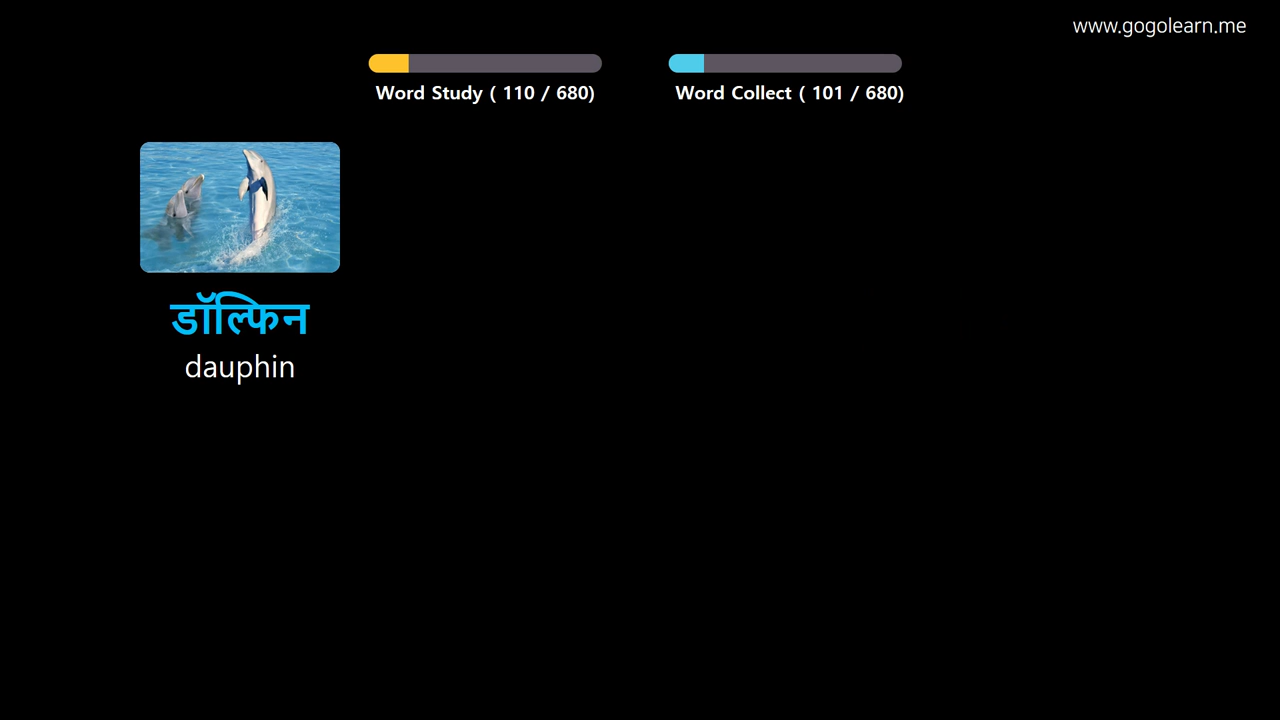 www.gogolearn.me
Word Study ( 110 / 680)
Word Collect ( 101 / 680)
डॉल्फिन
dauphin